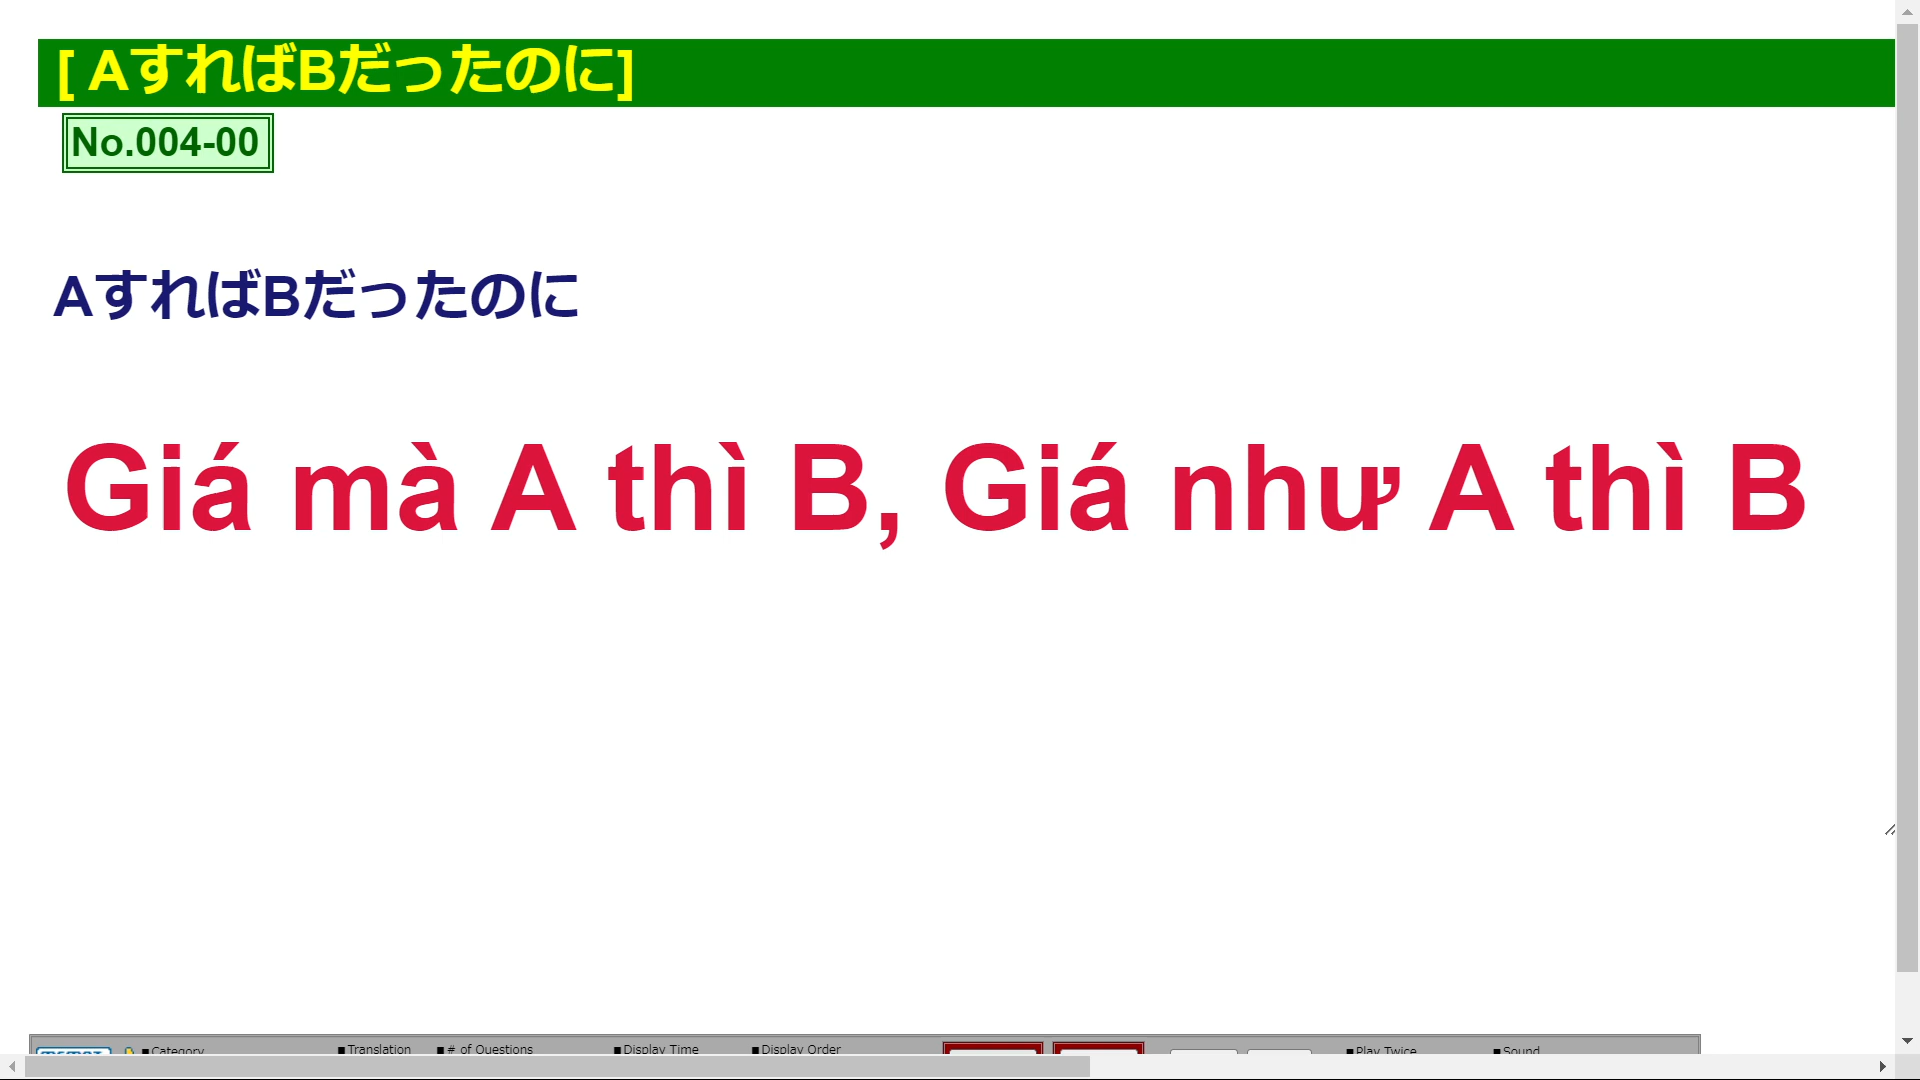 [ AすればBだったのに]
No.004-00
AすればBだったのに
Giá mà A thì B, Giá như A thì B
■Category ■Translation ■# of Questions ■Display Time ■Display Order ■Play Twice ■Sound